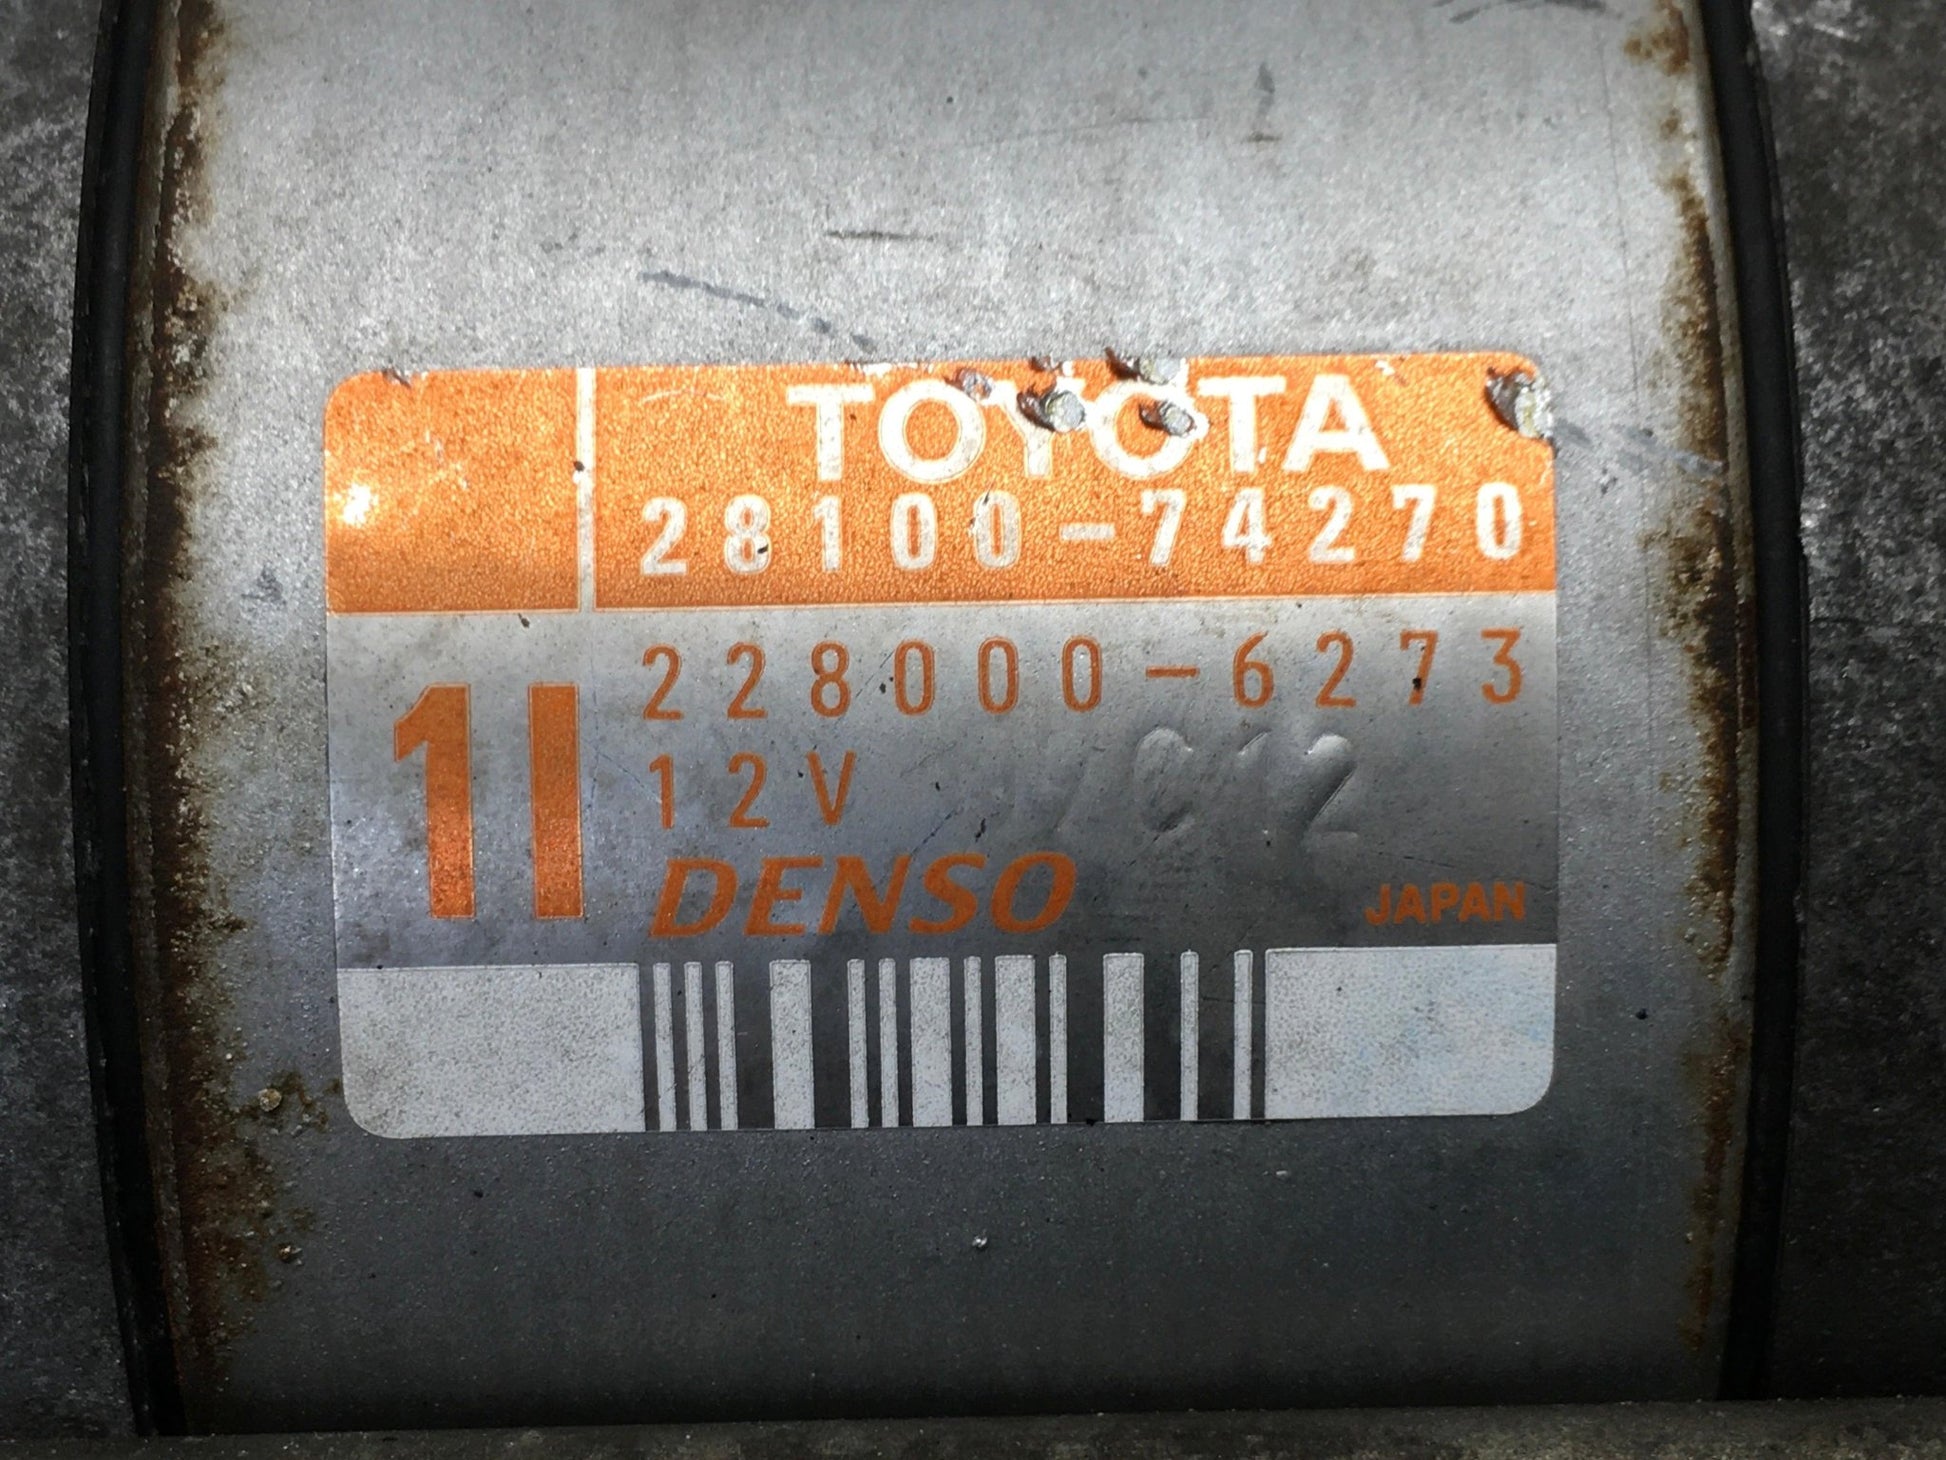 TOYOTA
28100-74270
1I
228000-6273
12V
DENSO
JAPAN